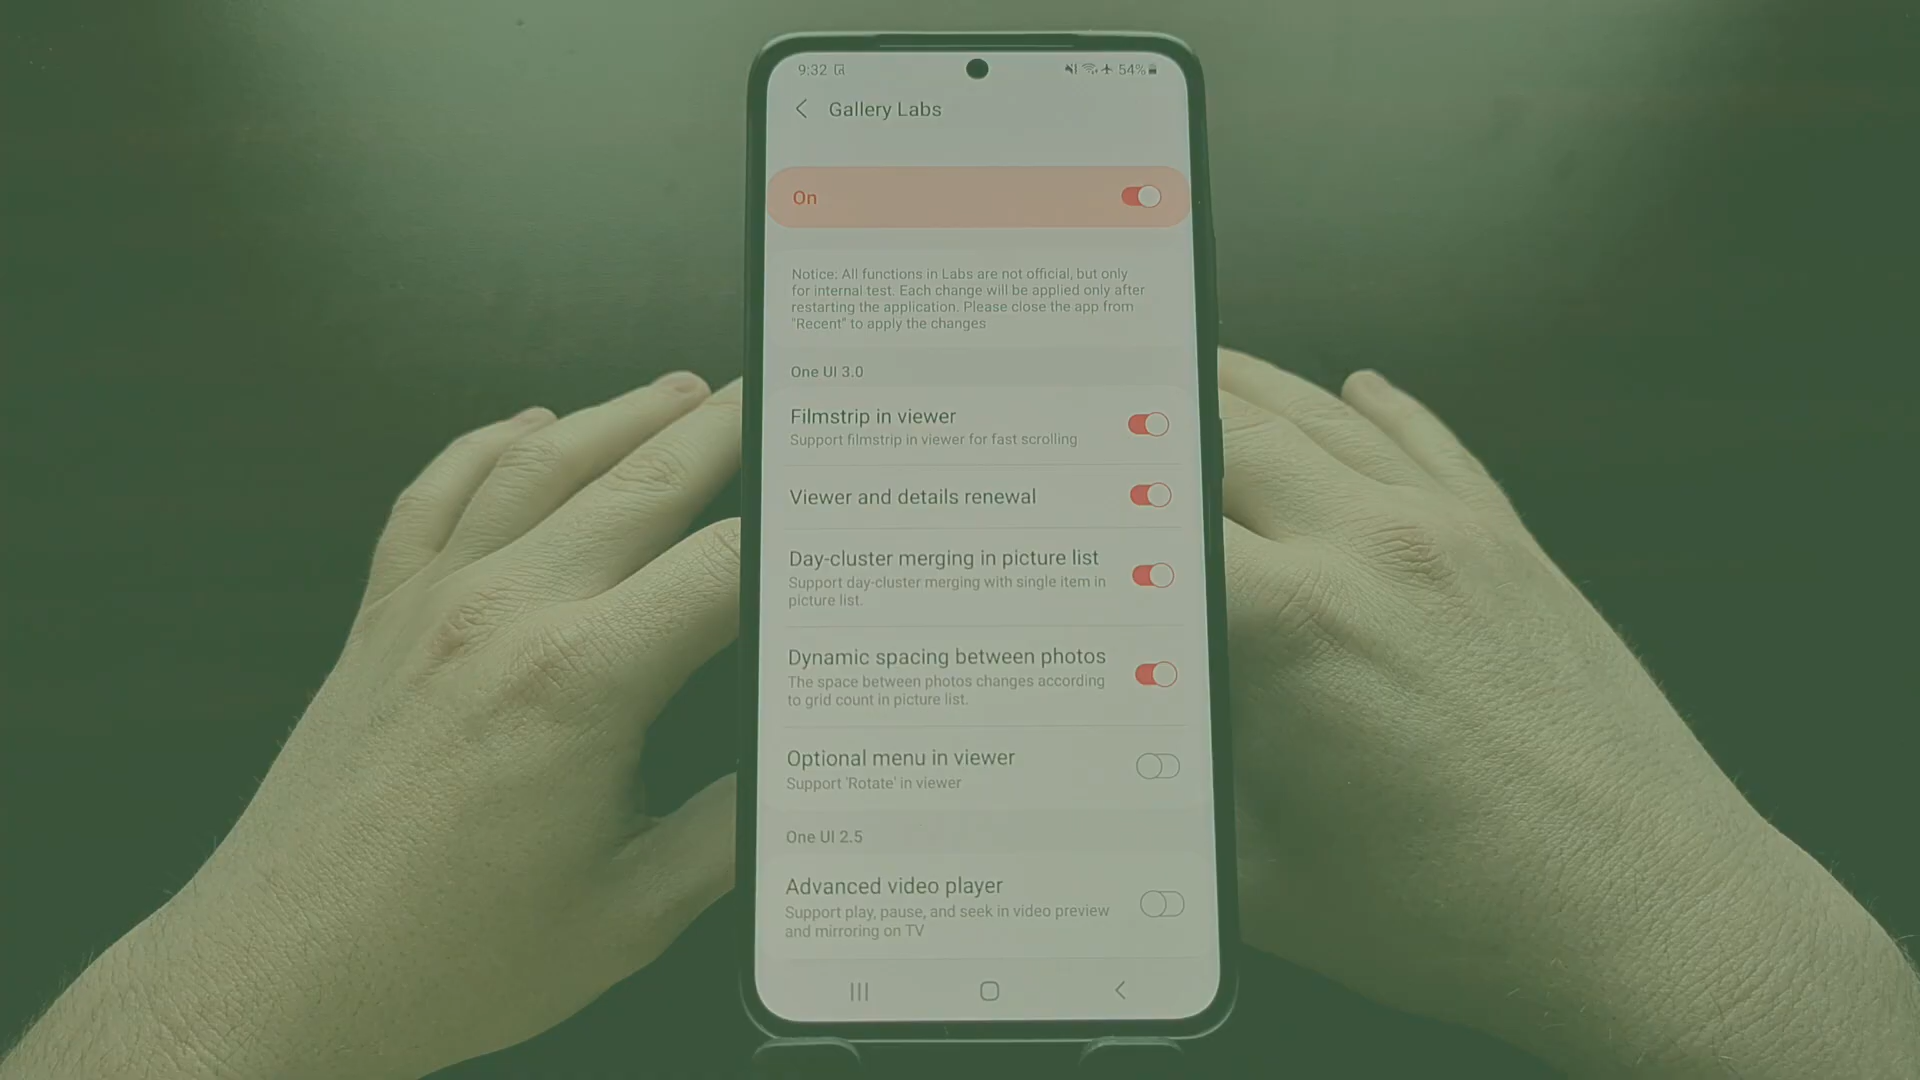 9:32
54%
Gallery Labs
On
Notice: All functions in Labs are not official, but only
for internal test. Each change will be applied only after
restarting the application. Please close the app from
"Recent" to apply the changes
One UI 3.0
Filmstrip in viewer
Support filmstrip in viewer for fast scrolling
Viewer and details renewal
Day-cluster merging in picture list
Support day-cluster merging with single item in
picture list.
Dynamic spacing between photos
The space between photos changes according
to grid count in picture list.
Optional menu in viewer
Support 'Rotate' in viewer
One UI 2.5
Advanced video player
Support play, pause, and seek in video preview
and mirroring on TV